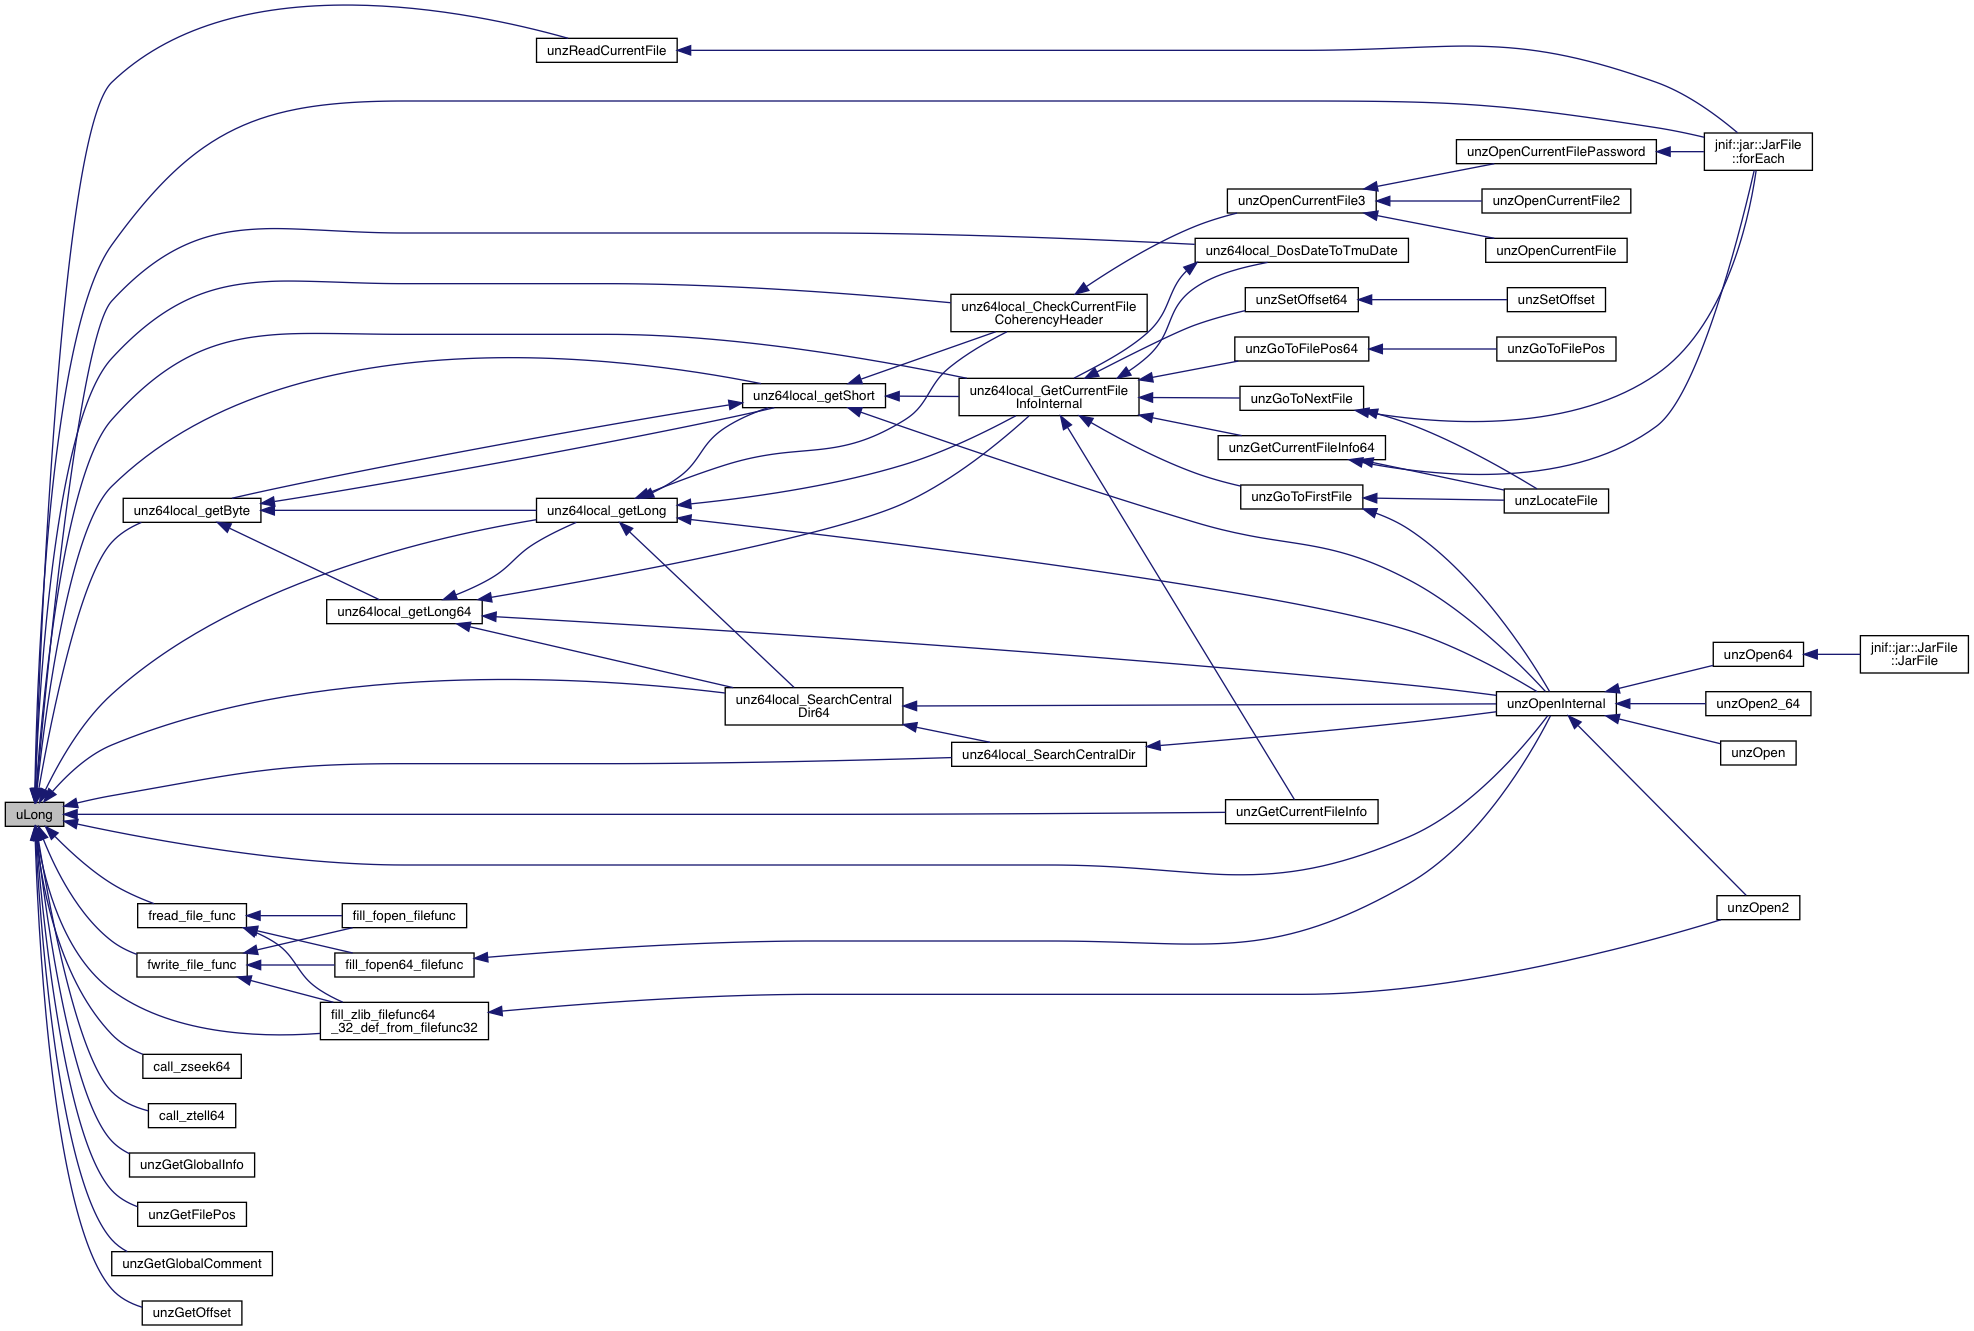 unzReadCurrentFile
jnif::jar::JarFile
::forEach
unzOpenCurrentFilePassword
unzOpenCurrentFile3
unzOpenCurrentFile2
unz64local_DosDateToTmuDate
unzOpenCurrentFile
unz64local_CheckCurrentFile
CoherencyHeader
unzSetOffset64
unzSetOffset
unzGoToFilePos64
unzGoToFilePos
unz64local_getShort
unz64local_GetCurrentFile
InfoInternal
unzGoToNextFile
unzGetCurrentFileInfo64
unz64local_getByte
unz64local_getLong
unzGoToFirstFile
unzLocateFile
unz64local_getLong64
unzOpen64
jnif::jar::JarFile
::JarFile
unz64local_SearchCentral
Dir64
unzOpenInternal
unzOpen2_64
unz64local_SearchCentralDir
unzOpen
uLong
unzGetCurrentFileInfo
fread_file_func
fill_fopen_filefunc
unzOpen2
fwrite_file_func
fill_fopen64_filefunc
fill_zlib_filefunc64
_32_def_from_filefunc32
call_zseek64
call_ztell64
unzGetGlobalInfo
unzGetFilePos
unzGetGlobalComment
unzGetOffset